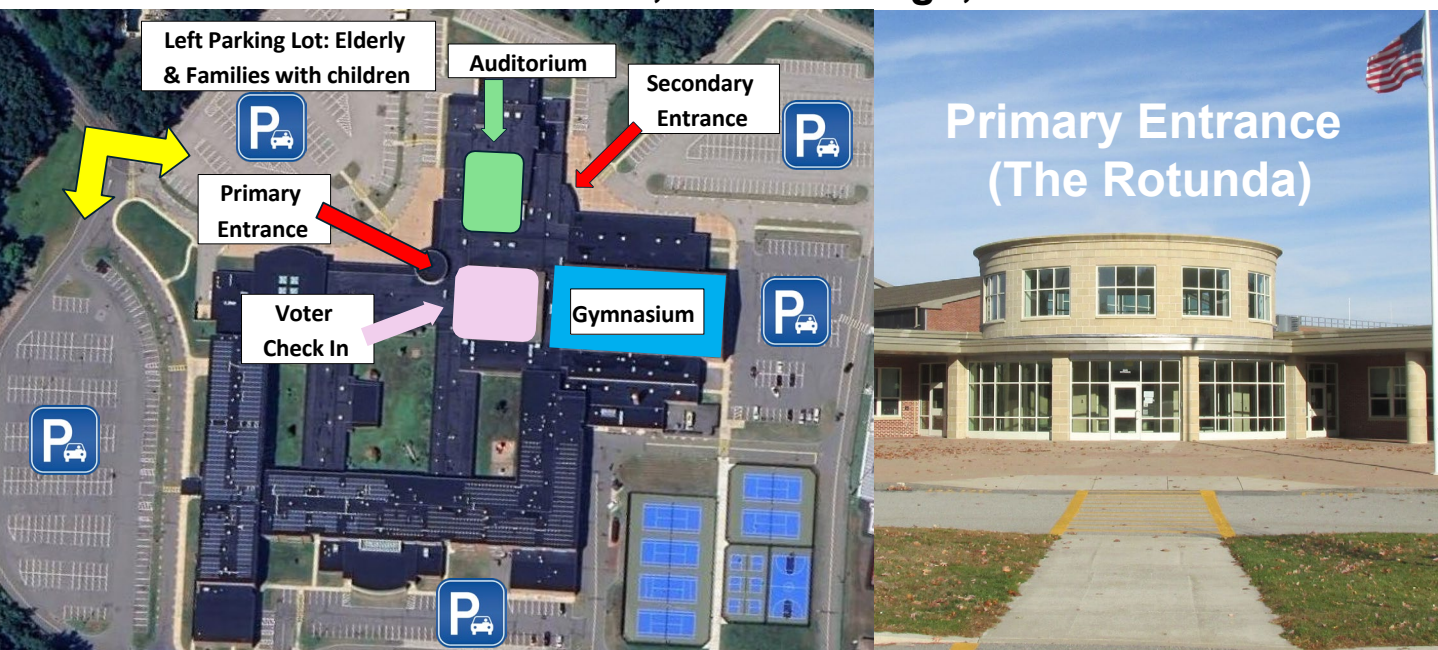 Left Parking Lot: Elderly
& Families with children
Auditorium
Secondary
Entrance
P
P
Primary
Entrance
Voter
Check In
Gymnasium
P
P
P
Primary Entrance
(The Rotunda)